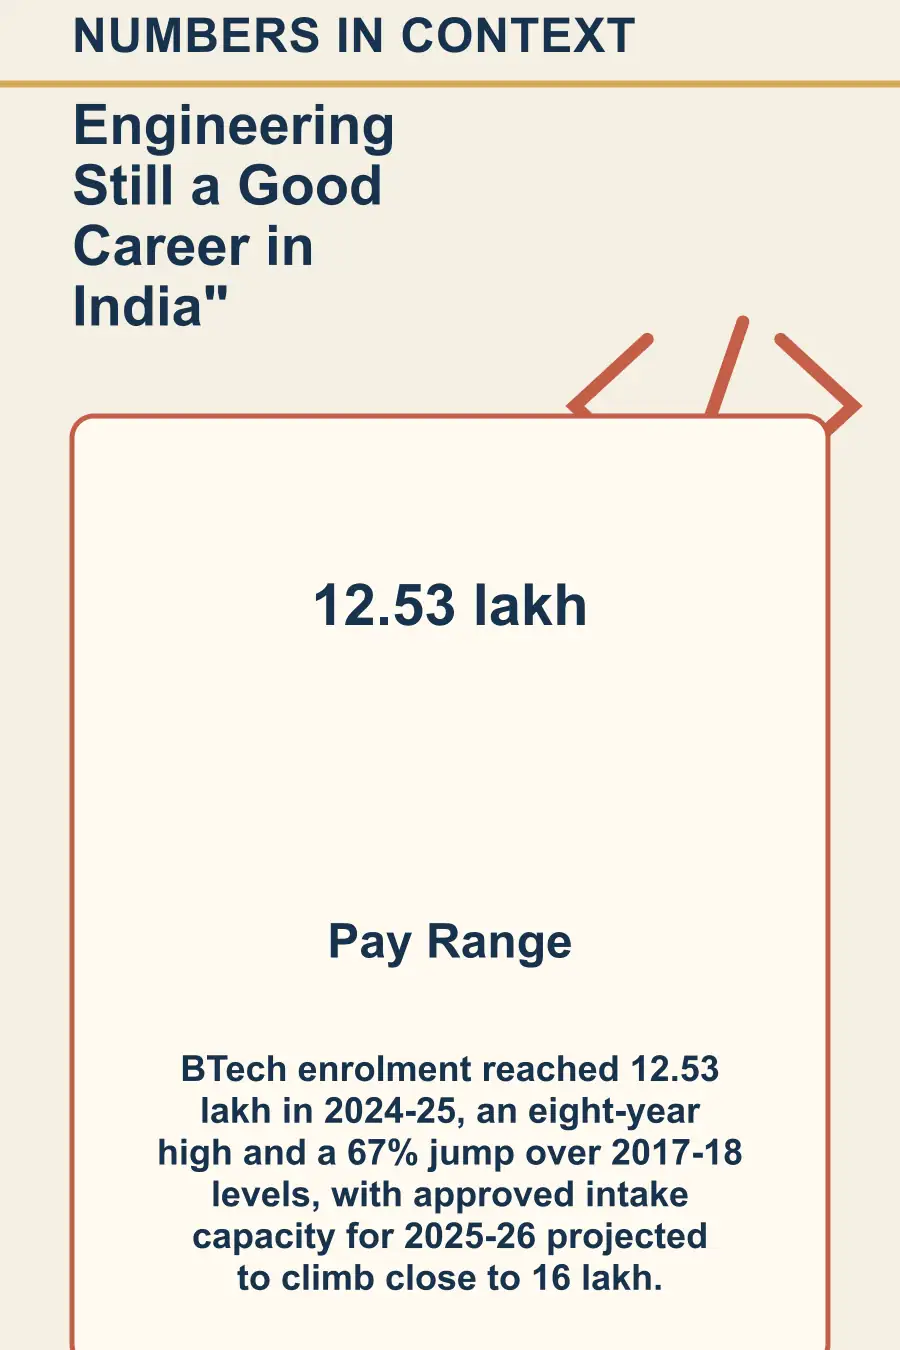 NUMBERS IN CONTEXT
Engineering
Still a Good
Career in
India"
12.53 lakh
Pay Range
BTech enrolment reached 12.53
lakh in 2024-25, an eight-year
high and a 67% jump over 2017-18
levels, with approved intake
capacity for 2025-26 projected
to climb close to 16 lakh.